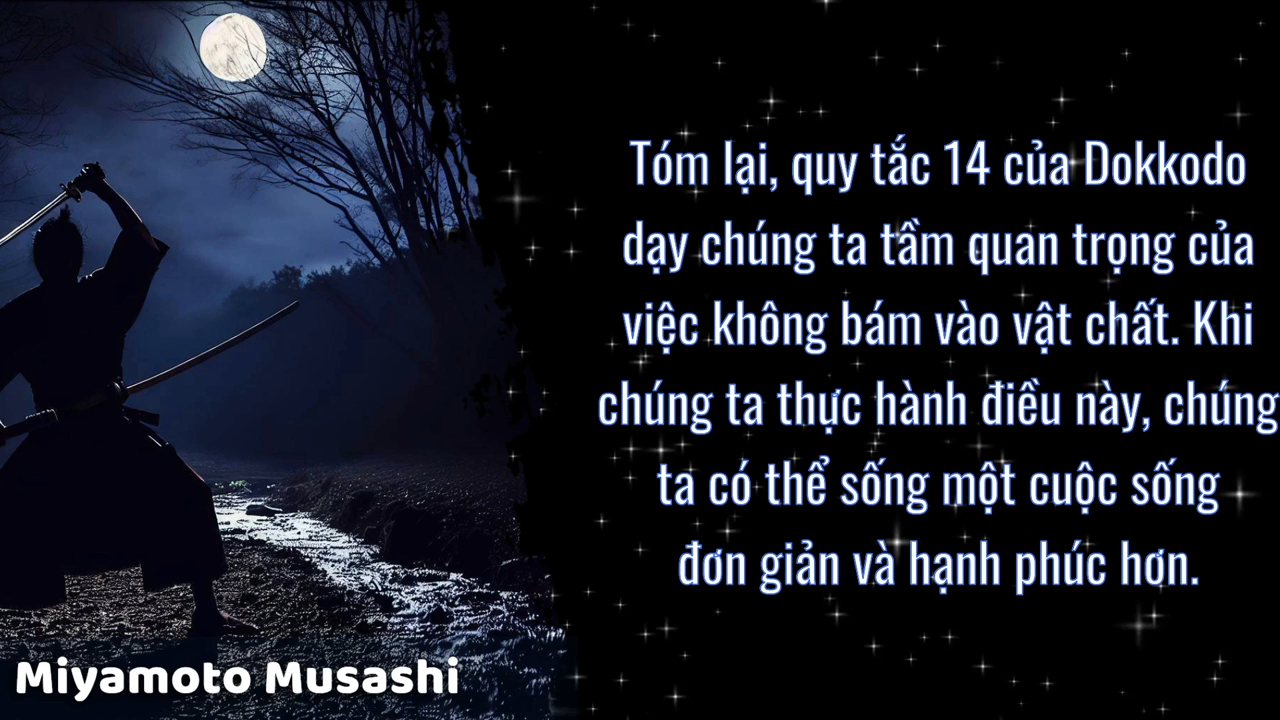 Tóm lại, quy tắc 14 của Dokkodo
dạy chúng ta tầm quan trọng của
việc không bám vào vật chất. Khi
chúng ta thực hành điều này, chúng
ta có thể sống một cuộc sống
đơn giản và hạnh phúc hơn.
Miyamoto Musashi